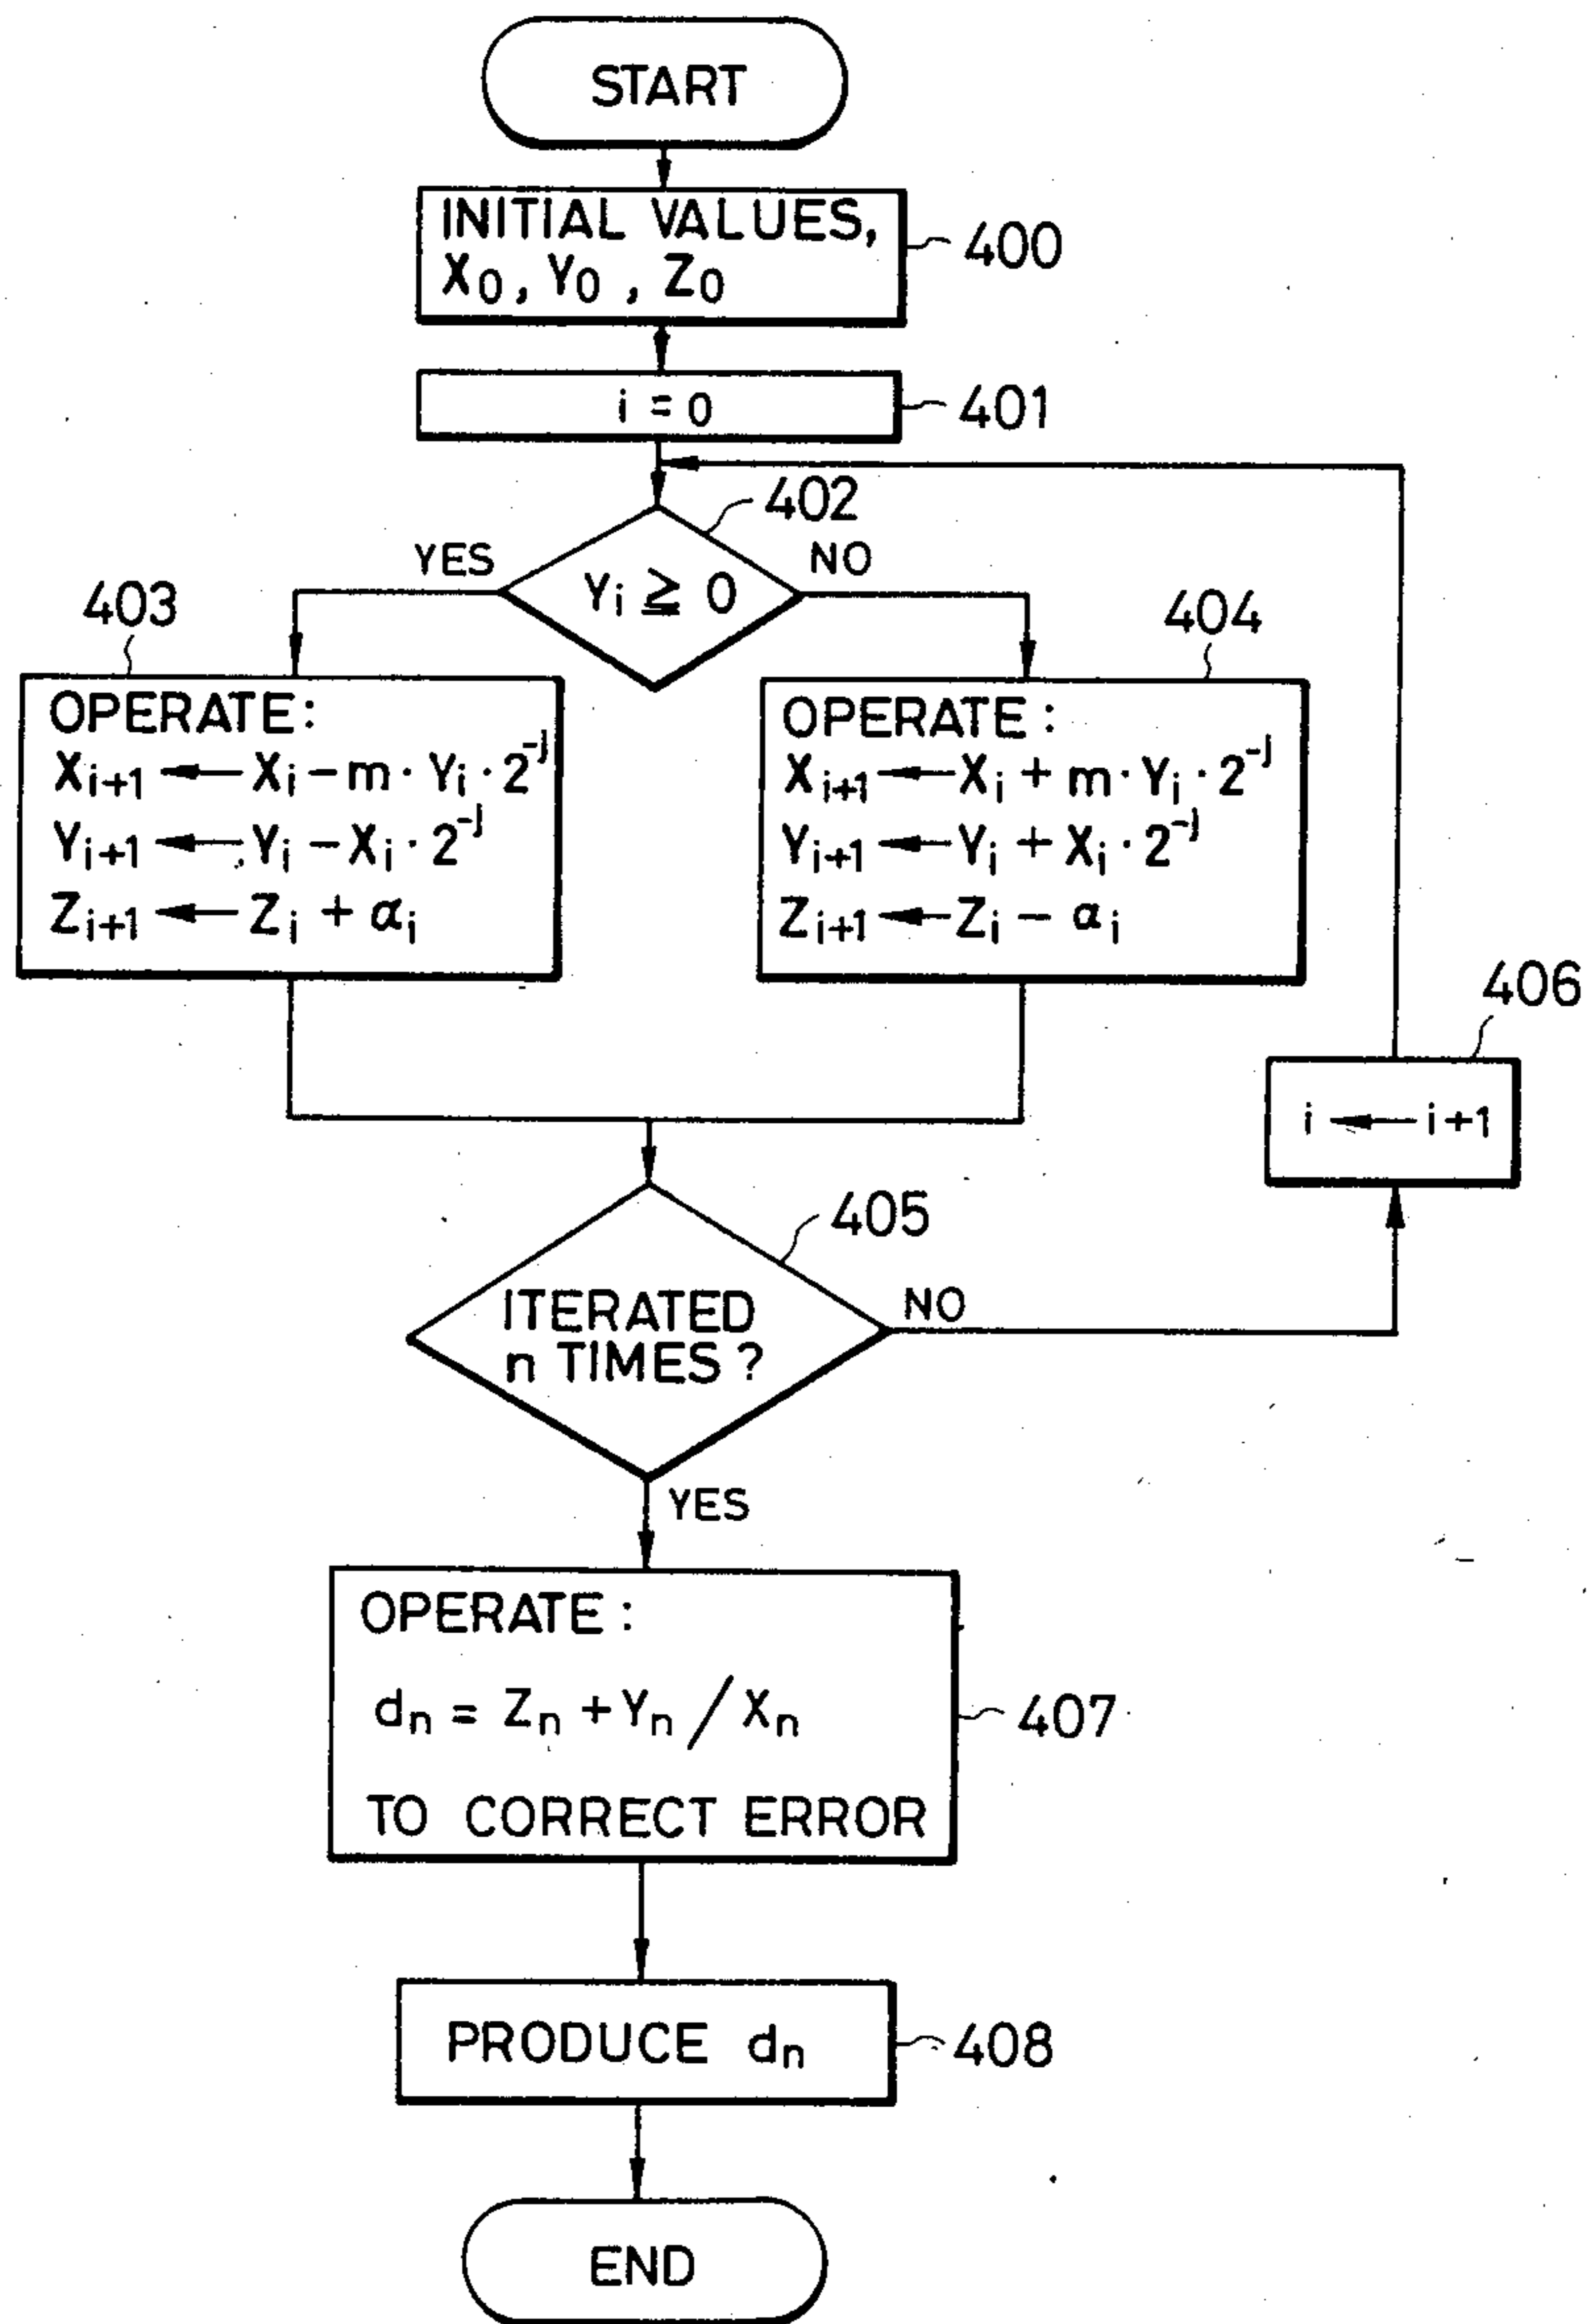 START
INITIAL VALUES,
X₀, Y₀, Z₀
400
i = 0
401
402
YES
NO
Yᵢ ≧ 0
403
404
OPERATE:
Xᵢ₊₁ ← Xᵢ − m · Yᵢ · 2⁻ʲ
Yᵢ₊₁ ← Yᵢ − Xᵢ · 2⁻ʲ
Zᵢ₊₁ ← Zᵢ + αᵢ
OPERATE :
Xᵢ₊₁ ← Xᵢ + m · Yᵢ · 2⁻ʲ
Yᵢ₊₁ ← Yᵢ + Xᵢ · 2⁻ʲ
Zᵢ₊₁ ← Zᵢ − αᵢ
406
i ← i+1
405
ITERATED
n TIMES ?
NO
YES
OPERATE :
dₙ = Zₙ + Yₙ / Xₙ
TO CORRECT ERROR
407
PRODUCE dₙ
408
END